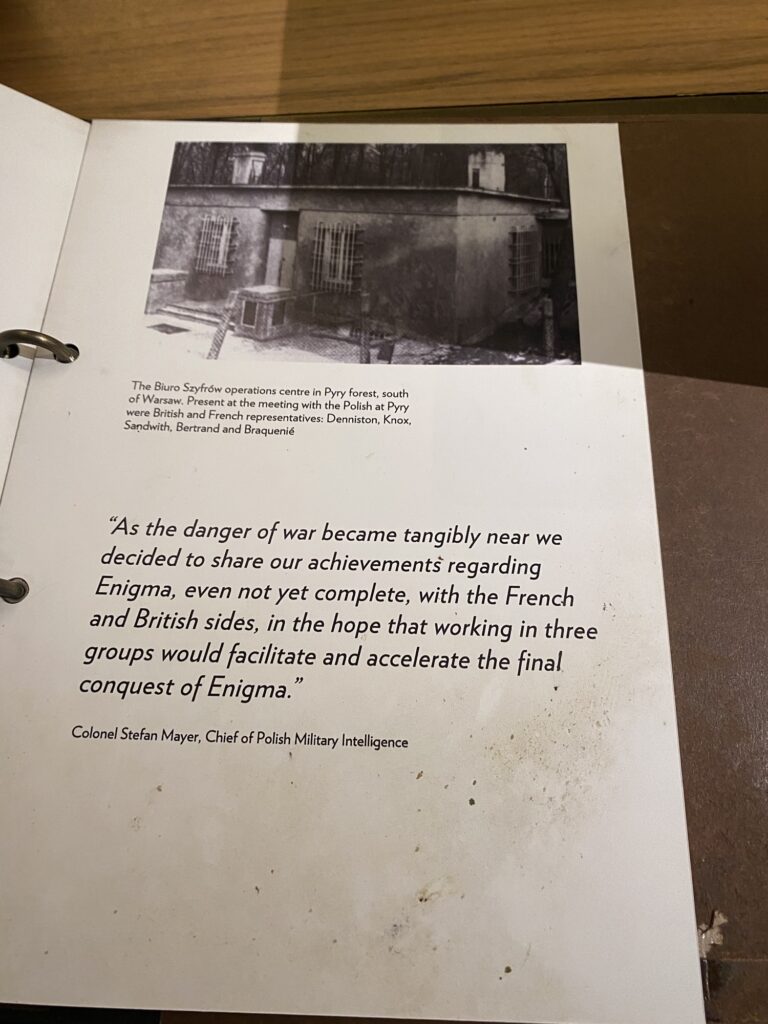 The Biuro Szyfrów operations centre in Pyry forest, south
of Warsaw. Present at the meeting with the Polish at Pyry
were British and French representatives: Denniston, Knox,
Sandwith, Bertrand and Braquenié
“As the danger of war became tangibly near we
decided to share our achievements regarding
Enigma, even not yet complete, with the French
and British sides, in the hope that working in three
groups would facilitate and accelerate the final
conquest of Enigma.”
Colonel Stefan Mayer, Chief of Polish Military Intelligence